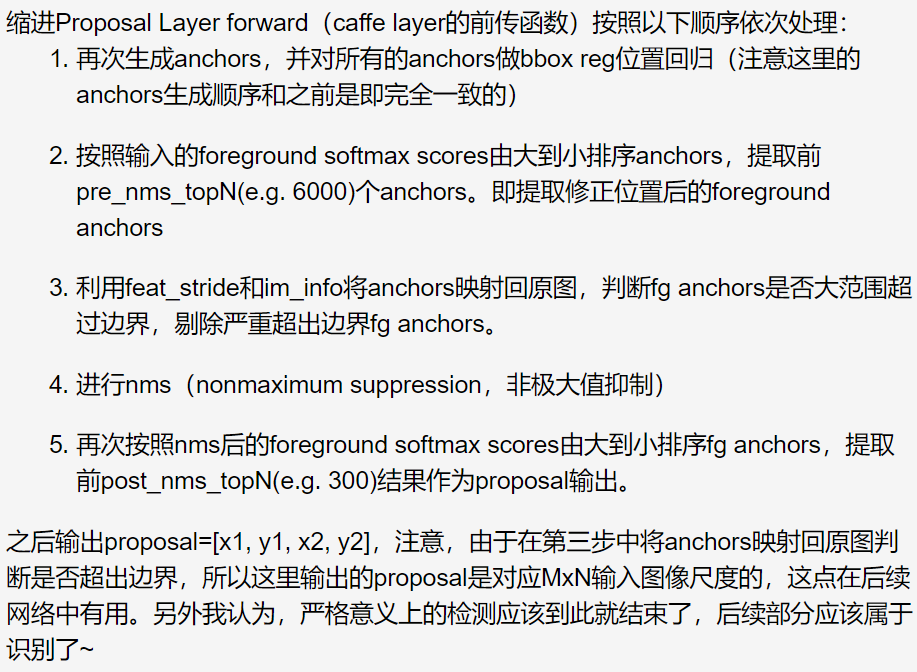 缩进Proposal Layer forward（caffe layer的前传函数）按照以下顺序依次处理：
1. 再次生成anchors，并对所有的anchors做bbox reg位置回归（注意这里的
anchors生成顺序和之前是即完全一致的）
2. 按照输入的foreground softmax scores由大到小排序anchors，提取前
pre_nms_topN(e.g. 6000)个anchors。即提取修正位置后的foreground
anchors
3. 利用feat_stride和im_info将anchors映射回原图，判断fg anchors是否大范围超
过边界，剔除严重超出边界fg anchors。
4. 进行nms（nonmaximum suppression，非极大值抑制）
5. 再次按照nms后的foreground softmax scores由大到小排序fg anchors，提取
前post_nms_topN(e.g. 300)结果作为proposal输出。
之后输出proposal=[x1, y1, x2, y2]，注意，由于在第三步中将anchors映射回原图判
断是否超出边界，所以这里输出的proposal是对应MxN输入图像尺度的，这点在后续
网络中有用。另外我认为，严格意义上的检测应该到此就结束了，后续部分应该属于
识别了~